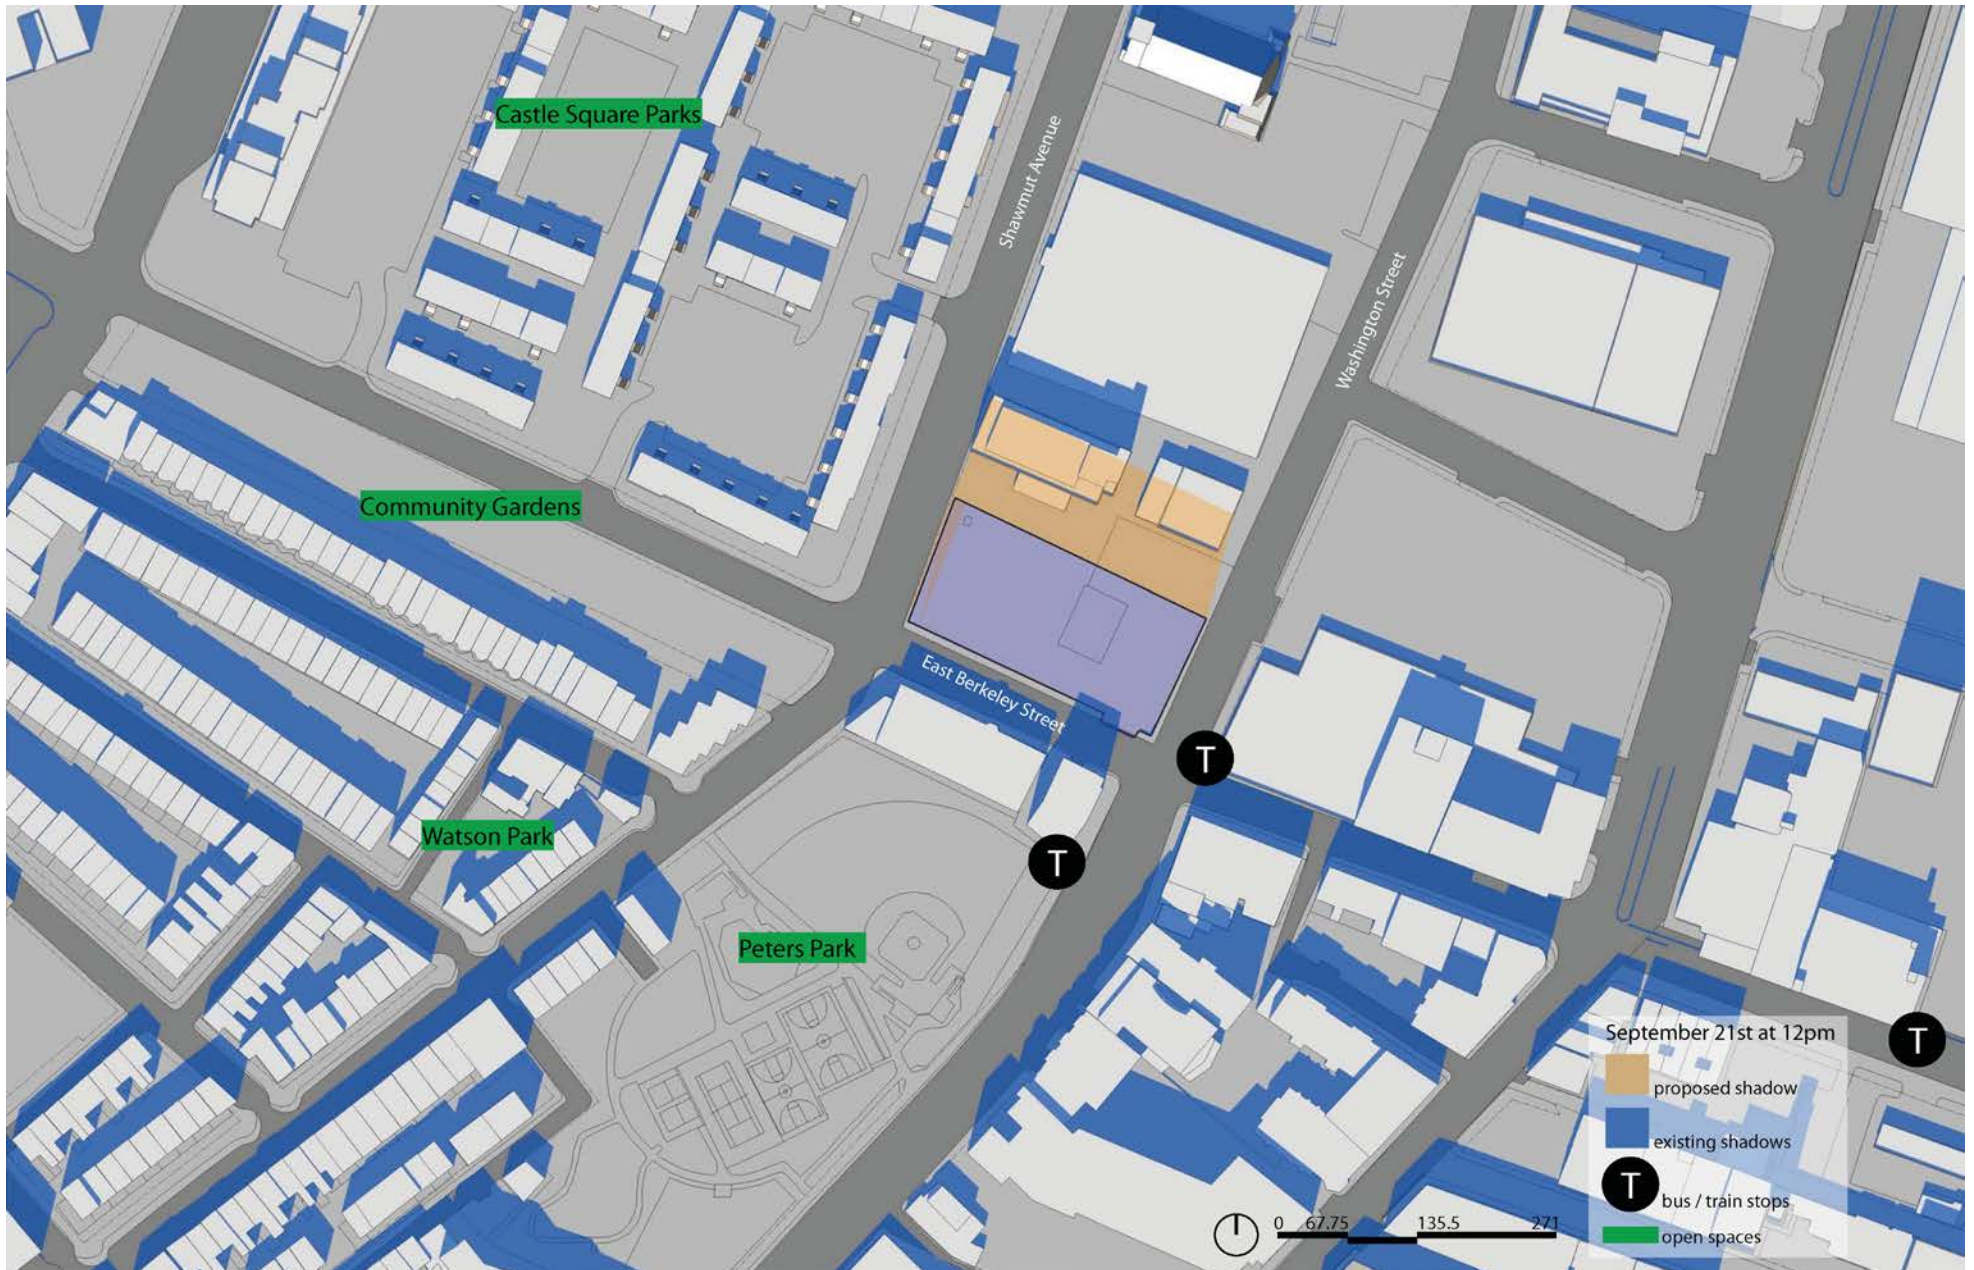 Castle Square Parks
Shawmut Avenue
Washington Street
Community Gardens
East Berkeley Street
T
Watson Park
T
Peters Park
T
September 21st at 12pm
proposed shadow
existing shadows
T bus / train stops
open spaces
0 67.75 135.5 271